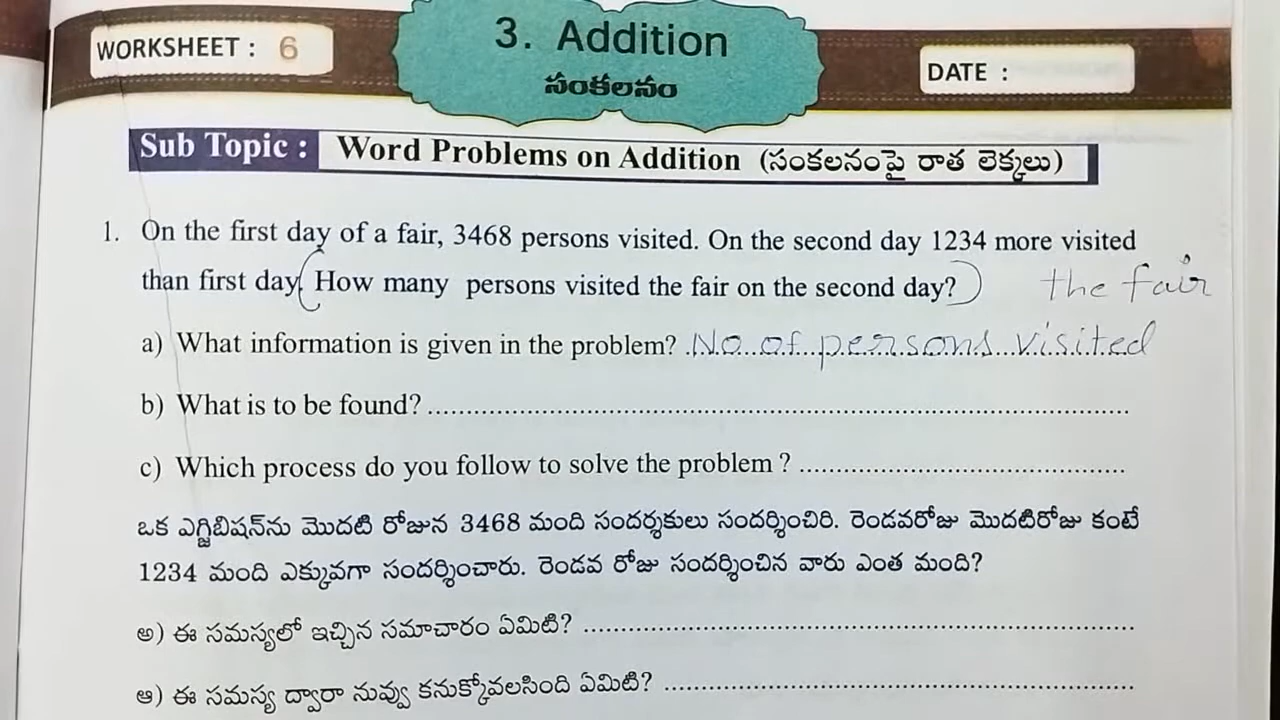 WORKSHEET : 6
3. Addition
సంకలనం
DATE :
Sub Topic : Word Problems on Addition (సంకలనంపై రాత లెక్కలు)
1. On the first day of a fair, 3468 persons visited. On the second day 1234 more visited
than first day. (How many persons visited the fair on the second day?) the fair
a) What information is given in the problem? No of persons visited
b) What is to be found? ............................................................
c) Which process do you follow to solve the problem ? ............................................................
ఒక ఎగ్జిబిషన్‌ను మొదటి రోజున 3468 మంది సందర్శకులు సందర్శించిరి. రెండవరోజు మొదటిరోజు కంటే
1234 మంది ఎక్కువగా సందర్శించారు. రెండవ రోజు సందర్శించిన వారు ఎంత మంది?
అ) ఈ సమస్యలో ఇచ్చిన సమాచారం ఏమిటి? ............................................................
ఆ) ఈ సమస్య ద్వారా నువ్వు కనుక్కోవలసింది ఏమిటి? ............................................................